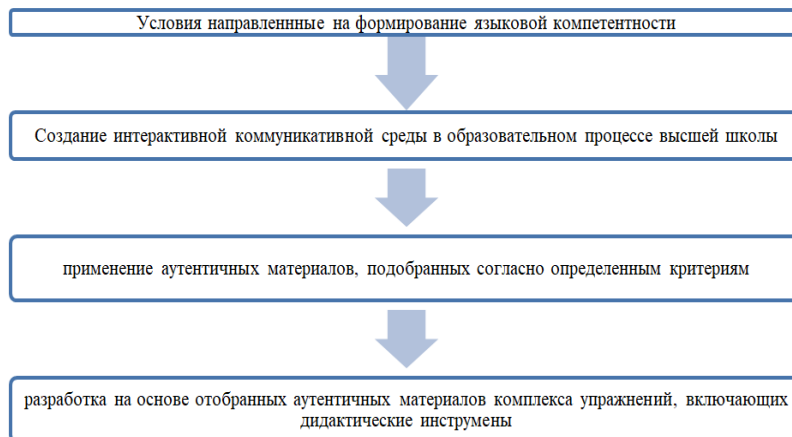 Условия направленнные на формирование языковой компетентности
Создание интерактивной коммуникативной среды в образовательном процессе высшей школы
применение аутентичных материалов, подобранных согласно определенным критериям
разработка на основе отобранных аутентичных материалов комплекса упражнений, включающих
дидактические инструмены